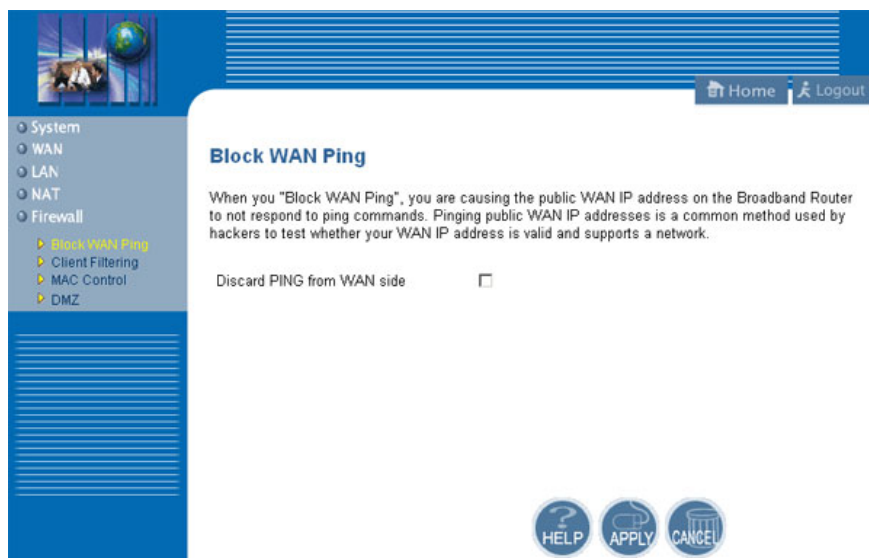 Home
Logout
System
WAN
LAN
NAT
Firewall
Block WAN Ping
Client Filtering
MAC Control
DMZ
Block WAN Ping
When you "Block WAN Ping", you are causing the public WAN IP address on the Broadband Router
to not respond to ping commands. Pinging public WAN IP addresses is a common method used by
hackers to test whether your WAN IP address is valid and supports a network.
Discard PING from WAN side
HELP
APPLY
CANCEL